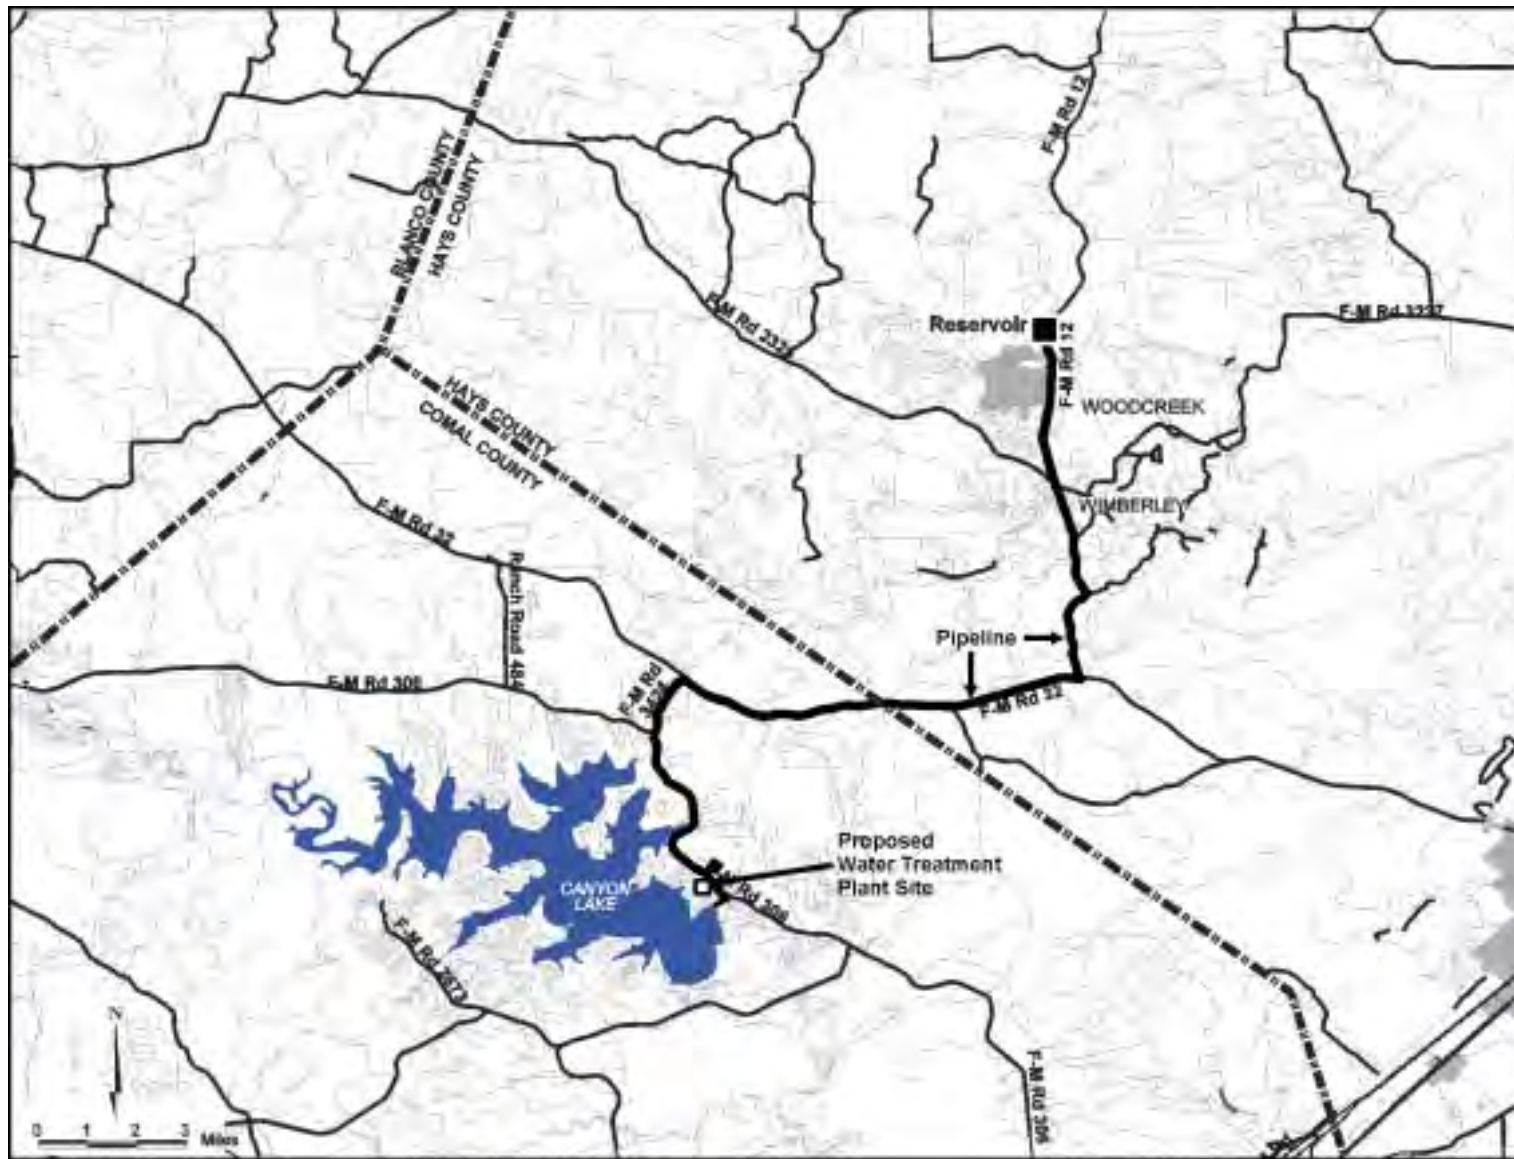 F-M Rd 12
BLANCO COUNTY
HAYS COUNTY
F-M Rd 232
F-M Rd 3237
Reservoir
F-M Rd 12
WOODCREEK
HAYS COUNTY
COMAL COUNTY
WIMBERLEY
F-M Rd 32
Ranch Road 484
Pipeline
F-M Rd 306
F-M Rd
F-M Rd 32
Proposed
Water Treatment
Plant Site
CANYON
LAKE
F-M Rd 306
F-M Rd 2673
N
F-M Rd 306
0 1 2 3 Miles